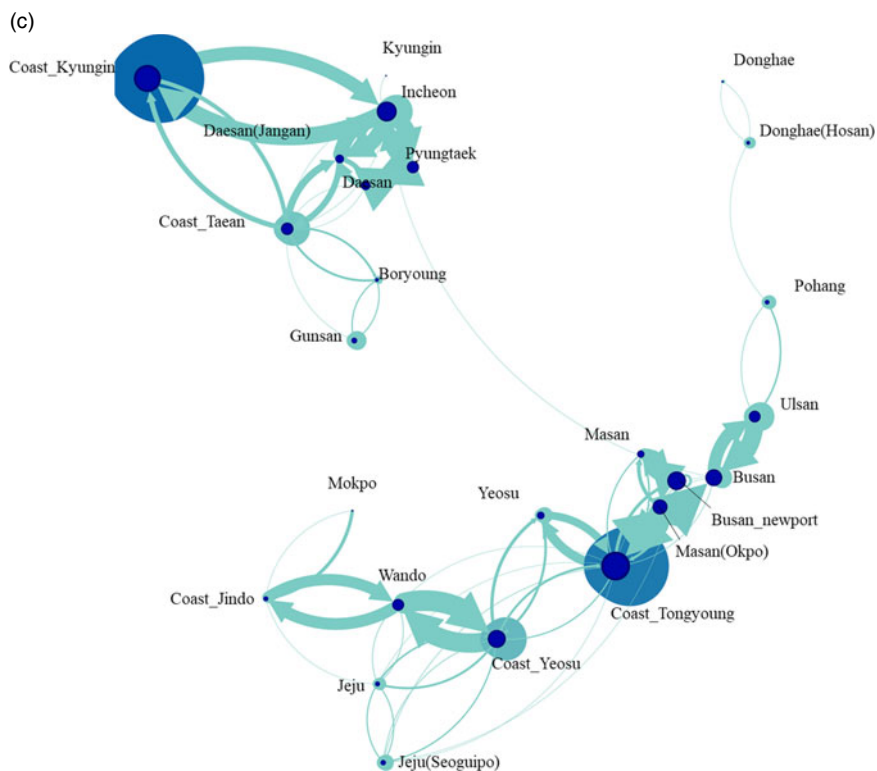 (c)
Kyungin
Coast_Kyungin
Donghae
Incheon
Daesan(Jangan)
Donghae(Hosan)
Pyungtaek
Daesan
Coast_Taean
Boryoung
Pohang
Gunsan
Ulsan
Masan
Busan
Mokpo
Yeosu
Busan_newport
Masan(Okpo)
Wando
Coast_Jindo
Coast_Tongyoung
Coast_Yeosu
Jeju
Jeju(Seoguipo)